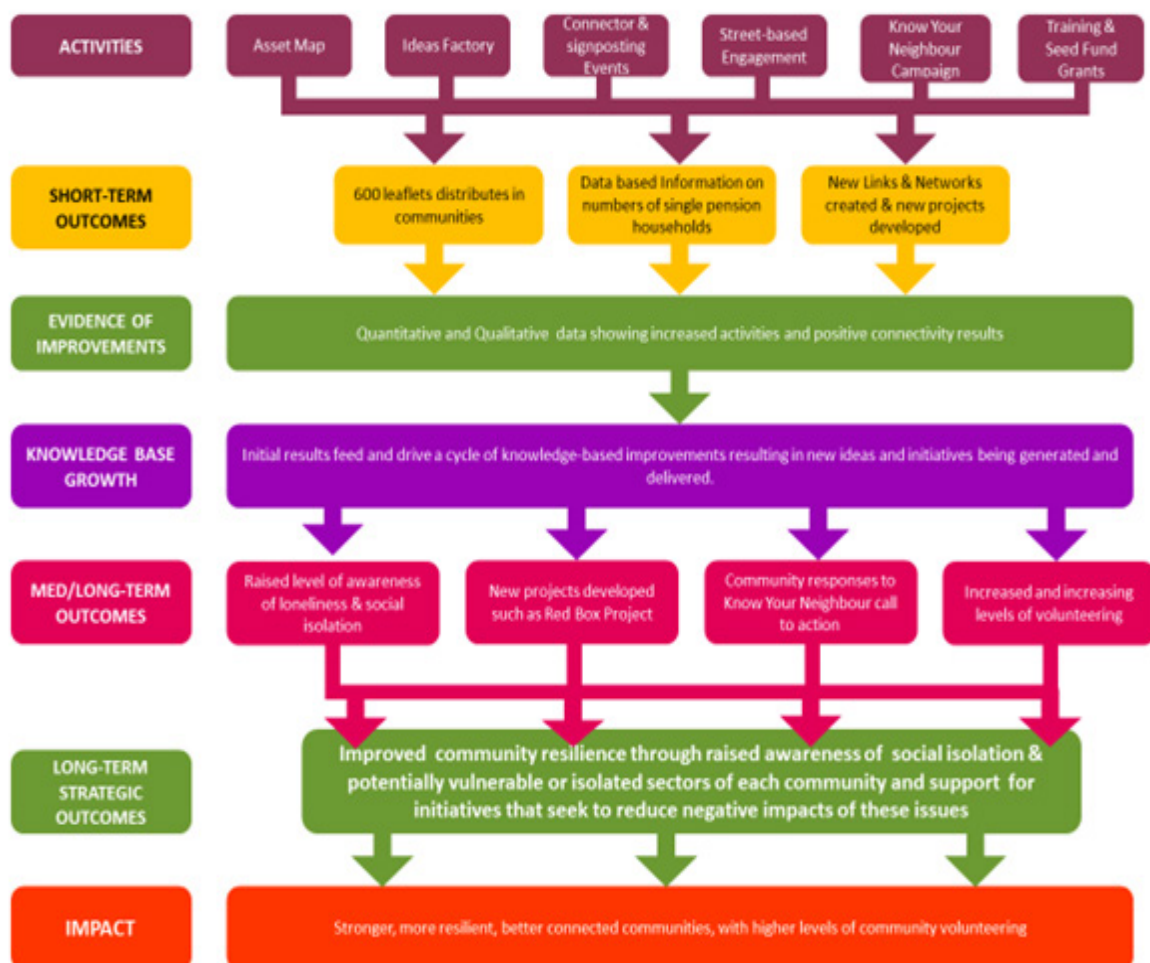 ACTIVITIES
Asset Map
Ideas Factory
Connector &
signposting
Events
Street-based
Engagement
Know Your
Neighbour
Campaign
Training &
Seed Fund
Grants
SHORT-TERM
OUTCOMES
600 leaflets distributes in
communities
Data based Information on
numbers of single pension
households
New Links & Networks
created & new projects
developed
EVIDENCE OF
IMPROVEMENTS
Quantitative and Qualitative data showing increased activities and positive connectivity results
KNOWLEDGE BASE
GROWTH
Initial results feed and drive a cycle of knowledge-based improvements resulting in new ideas and initiatives being generated and
delivered.
MED/LONG-TERM
OUTCOMES
Raised level of awareness
of loneliness & social
isolation
New projects developed
such as Red Box Project
Community responses to
Know Your Neighbour call
to action
Increased and increasing
levels of volunteering
LONG-TERM
STRATEGIC
OUTCOMES
Improved community resilience through raised awareness of social isolation &
potentially vulnerable or isolated sectors of each community and support for
initiatives that seek to reduce negative impacts of these issues
IMPACT
Stronger, more resilient, better connected communities, with higher levels of community volunteering